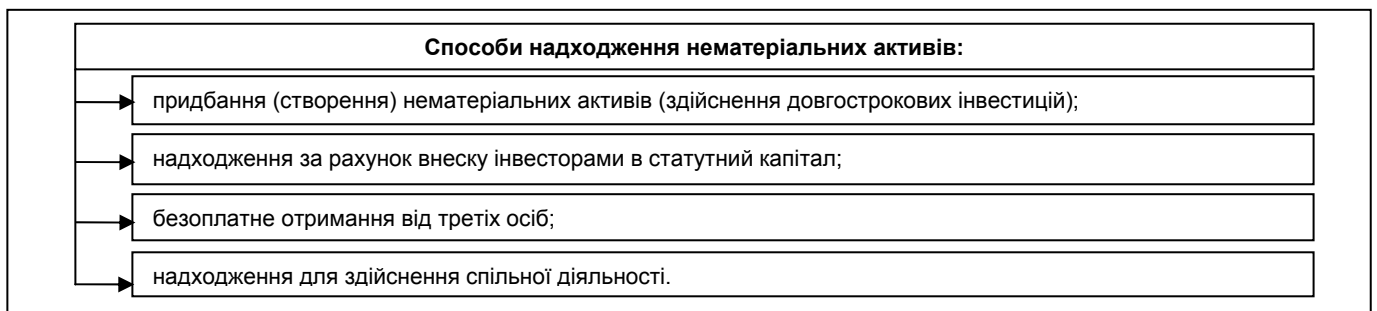 Способи надходження нематеріальних активів:
придбання (створення) нематеріальних активів (здійснення довгострокових інвестицій);
надходження за рахунок внеску інвесторами в статутний капітал;
безоплатне отримання від третіх осіб;
надходження для здійснення спільної діяльності.